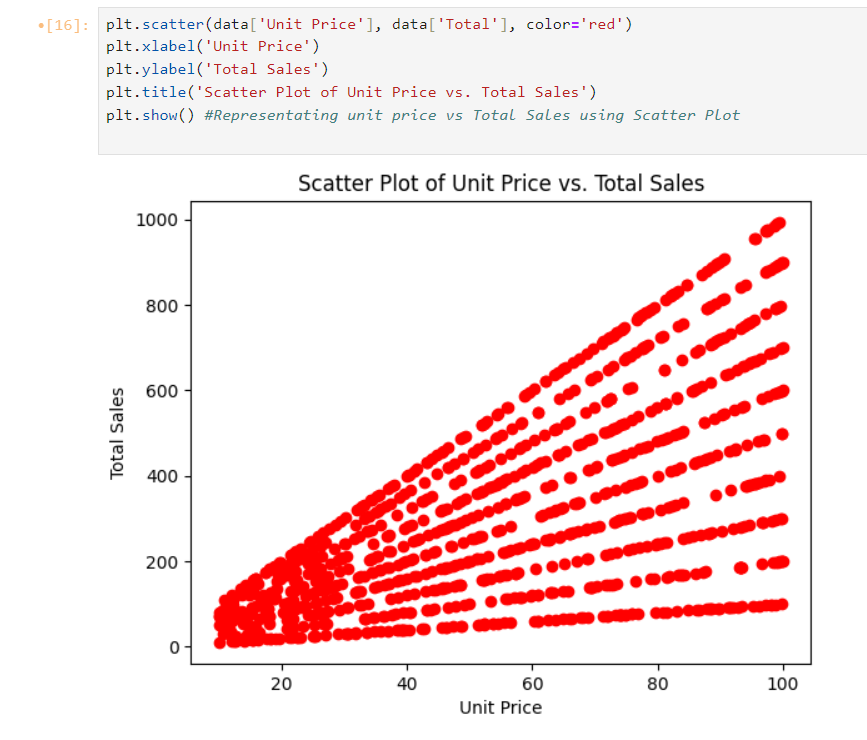 •[16]: plt.scatter(data['Unit Price'], data['Total'], color='red')
plt.xlabel('Unit Price')
plt.ylabel('Total Sales')
plt.title('Scatter Plot of Unit Price vs. Total Sales')
plt.show() #Representating unit price vs Total Sales using Scatter Plot
Scatter Plot of Unit Price vs. Total Sales
1000
800
600
400
200
0
Total Sales
20 40 60 80 100
Unit Price